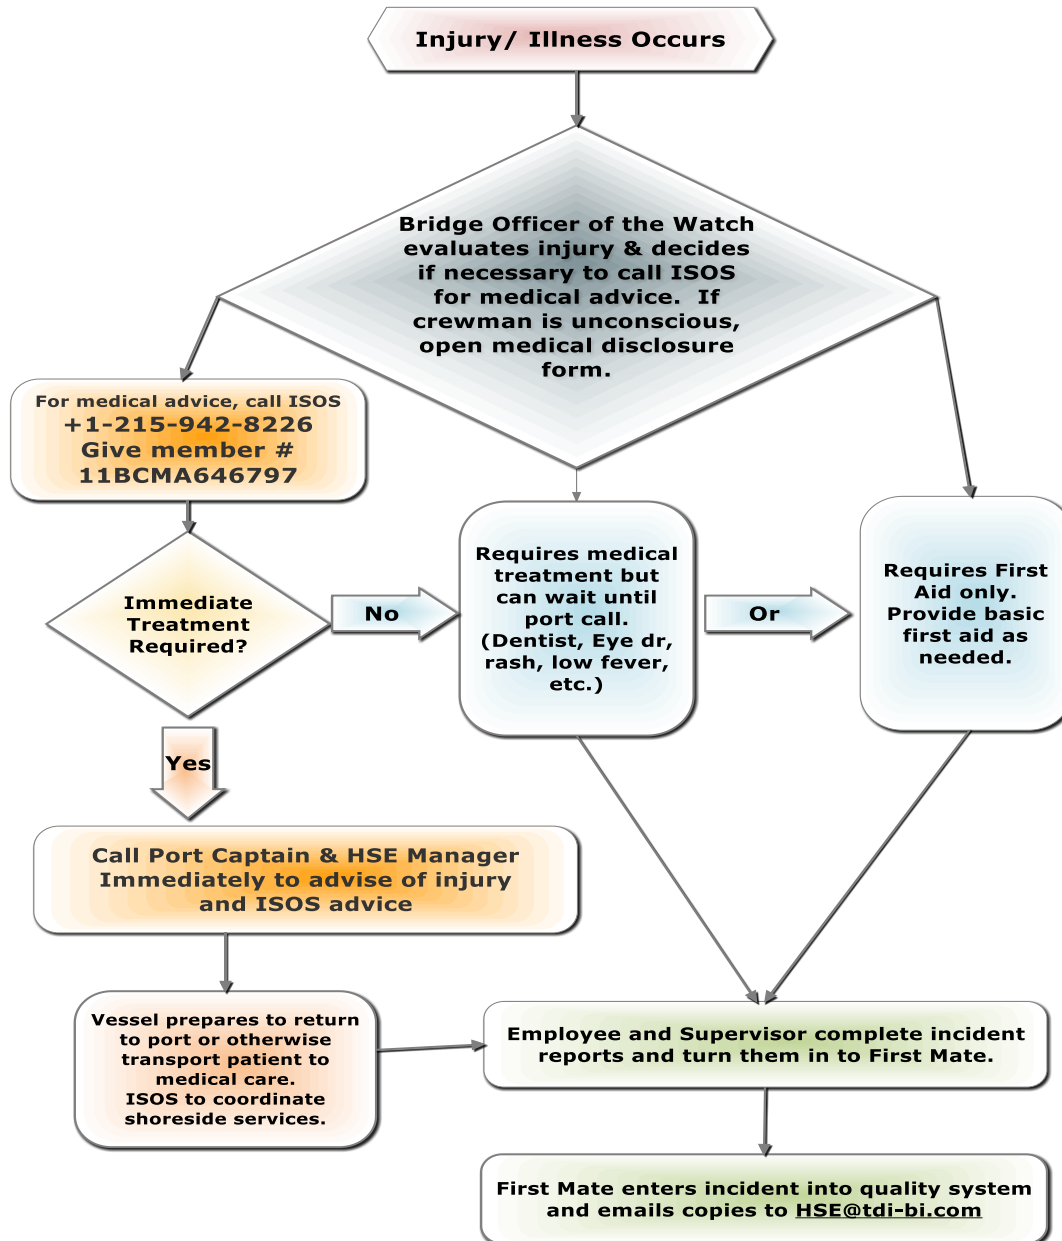 Injury/ Illness Occurs
Bridge Officer of the Watch
evaluates injury & decides
if necessary to call ISOS
for medical advice.  If
crewman is unconscious,
open medical disclosure
form.
For medical advice, call ISOS
+1-215-942-8226
Give member #
11BCMA646797
Immediate
Treatment
Required?
No
Requires medical
treatment but
can wait until
port call.
(Dentist, Eye dr,
rash, low fever,
etc.)
Or
Requires First
Aid only.
Provide basic
first aid as
needed.
Yes
Call Port Captain & HSE Manager
Immediately to advise of injury
and ISOS advice
Vessel prepares to return
to port or otherwise
transport patient to
medical care.
ISOS to coordinate
shoreside services.
Employee and Supervisor complete incident
reports and turn them in to First Mate.
First Mate enters incident into quality system
and emails copies to HSE@tdi-bi.com